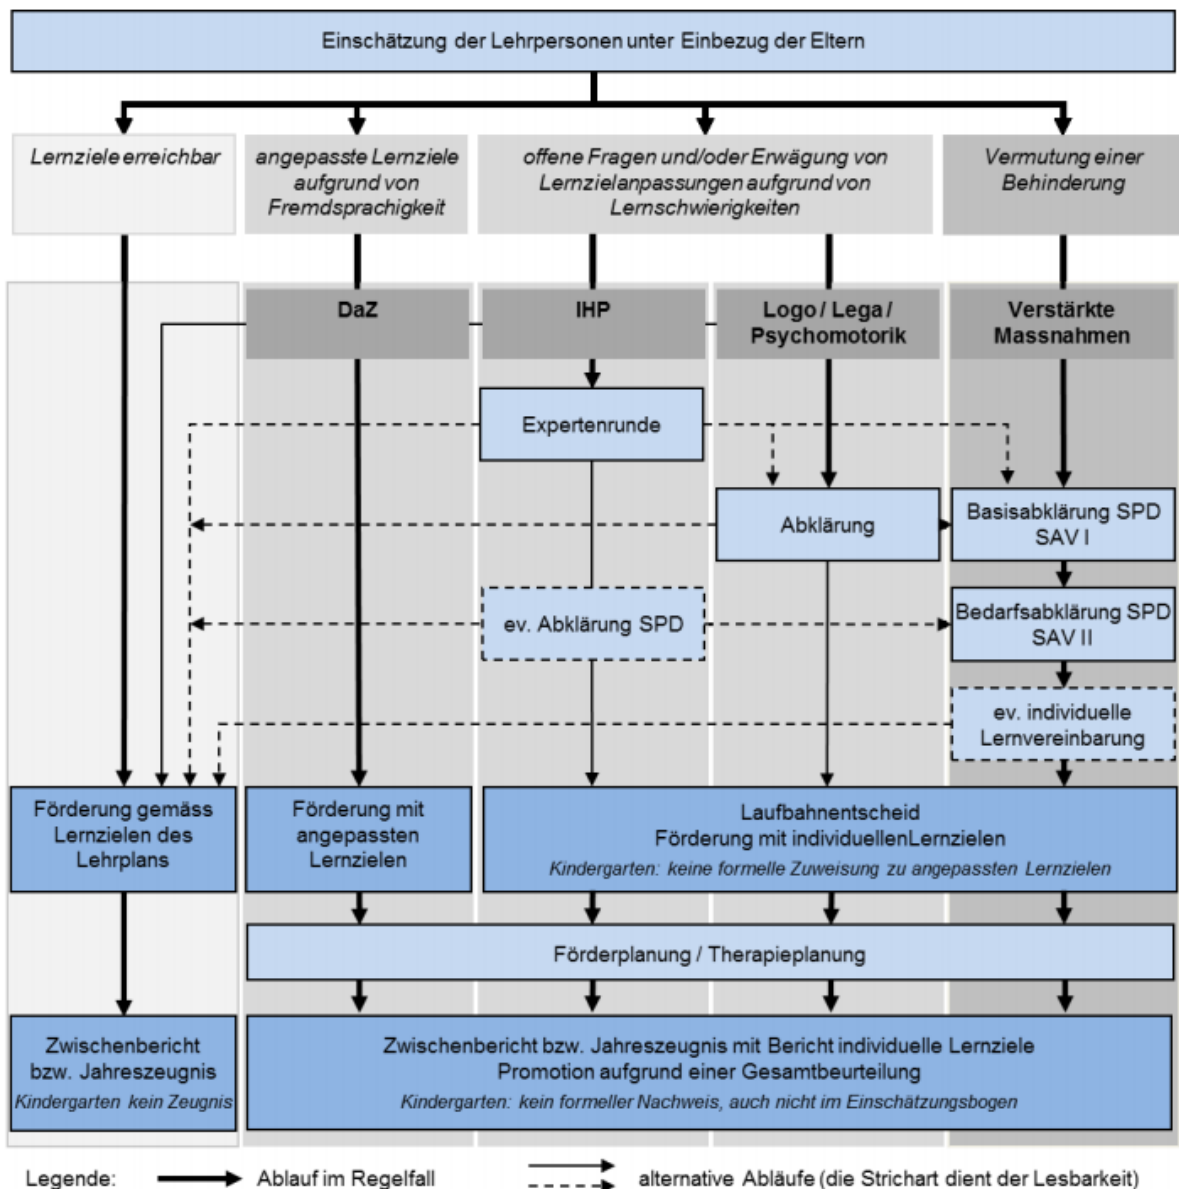 Einschätzung der Lehrpersonen unter Einbezug der Eltern
Lernziele erreichbar
angepasste Lernziele
aufgrund von
Fremdsprachigkeit
offene Fragen und/oder Erwägung von
Lernzielanpassungen aufgrund von
Lernschwierigkeiten
Vermutung einer
Behinderung
DaZ
IHP
Logo / Lega /
Psychomotorik
Verstärkte
Massnahmen
Expertenrunde
Abklärung
Basisabklärung SPD
SAV I
ev. Abklärung SPD
Bedarfsabklärung SPD
SAV II
ev. individuelle
Lernvereinbarung
Förderung gemäss
Lernzielen des
Lehrplans
Förderung mit
angepassten
Lernzielen
Laufbahnentscheid
Förderung mit individuellenLernzielen
Kindergarten: keine formelle Zuweisung zu angepassten Lernzielen
Förderplanung / Therapieplanung
Zwischenbericht
bzw. Jahreszeugnis
Kindergarten kein Zeugnis
Zwischenbericht bzw. Jahreszeugnis mit Bericht individuelle Lernziele
Promotion aufgrund einer Gesamtbeurteilung
Kindergarten: kein formeller Nachweis, auch nicht im Einschätzungsbogen
Legende: Ablauf im Regelfall alternative Abläufe (die Strichart dient der Lesbarkeit)